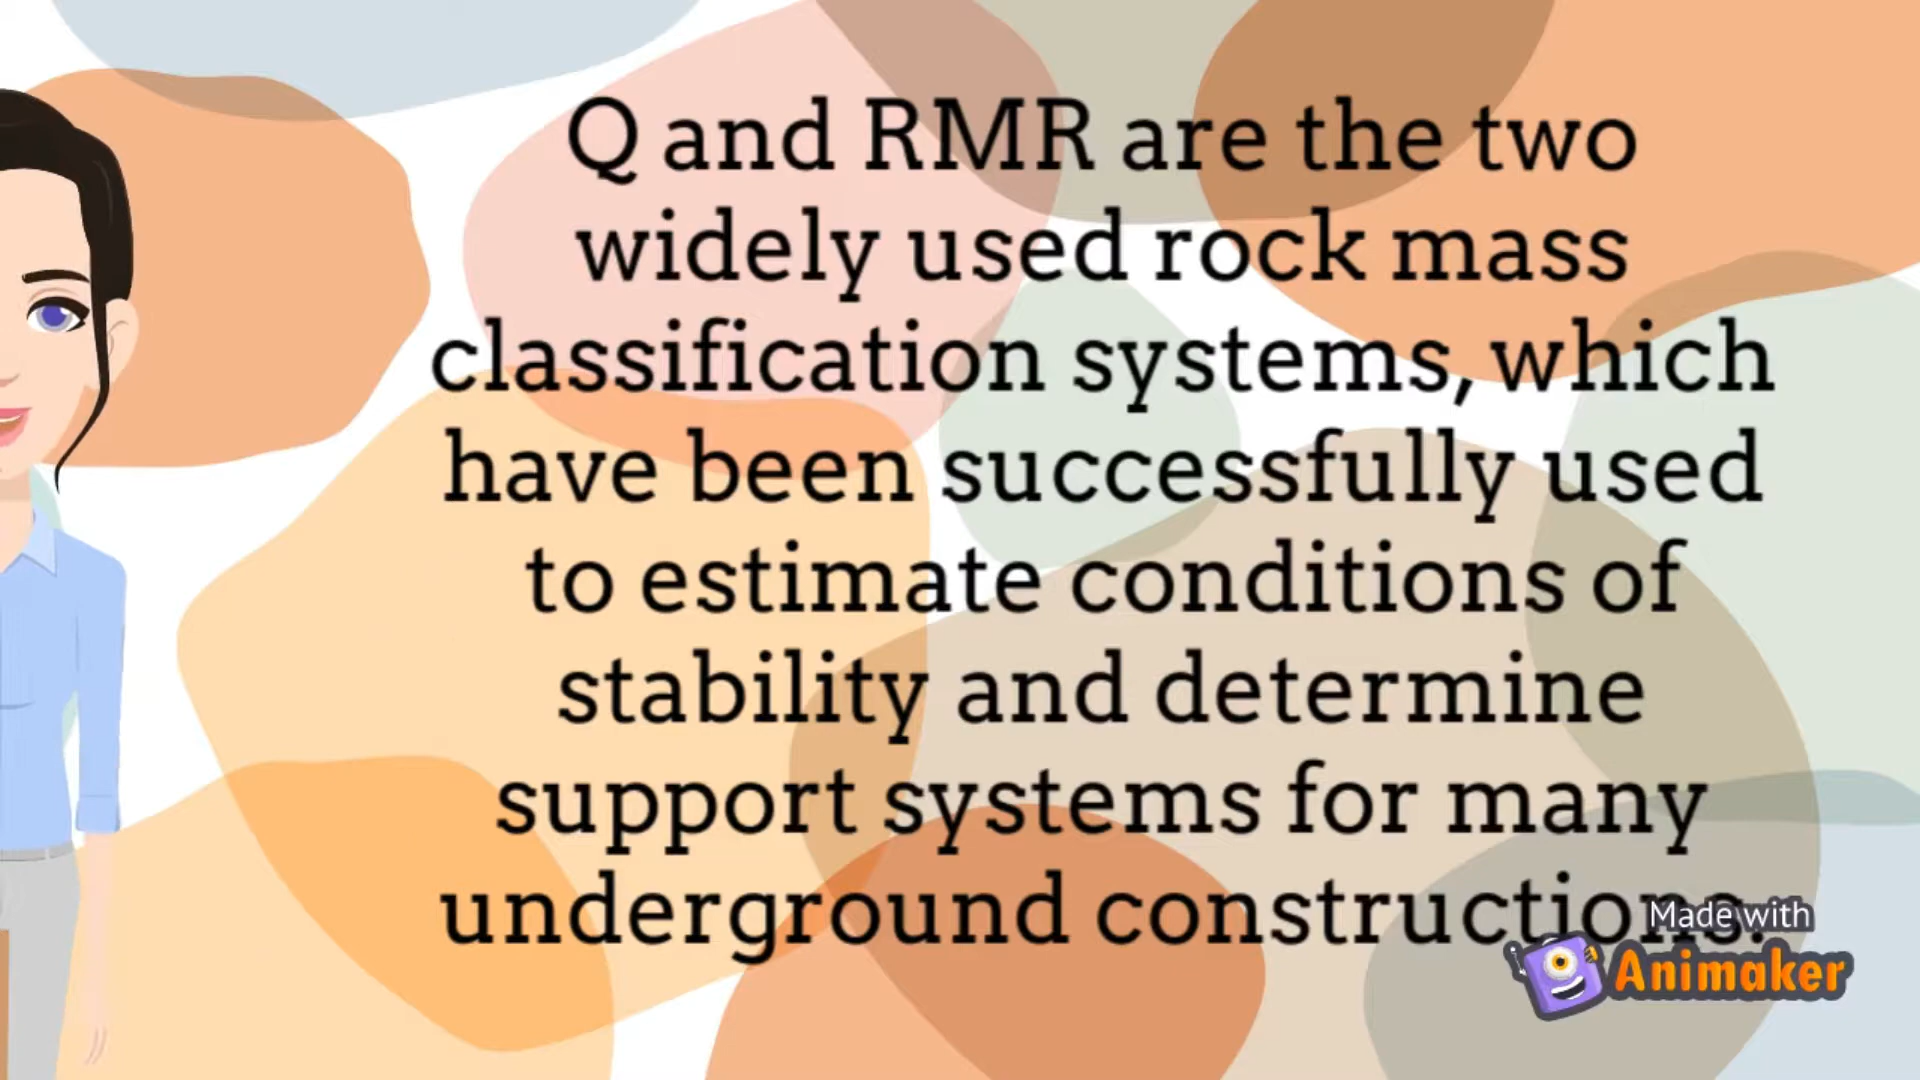 Q and RMR are the two
widely used rock mass
classification systems, which
have been successfully used
to estimate conditions of
stability and determine
support systems for many
underground constructions.
Made with
Animaker